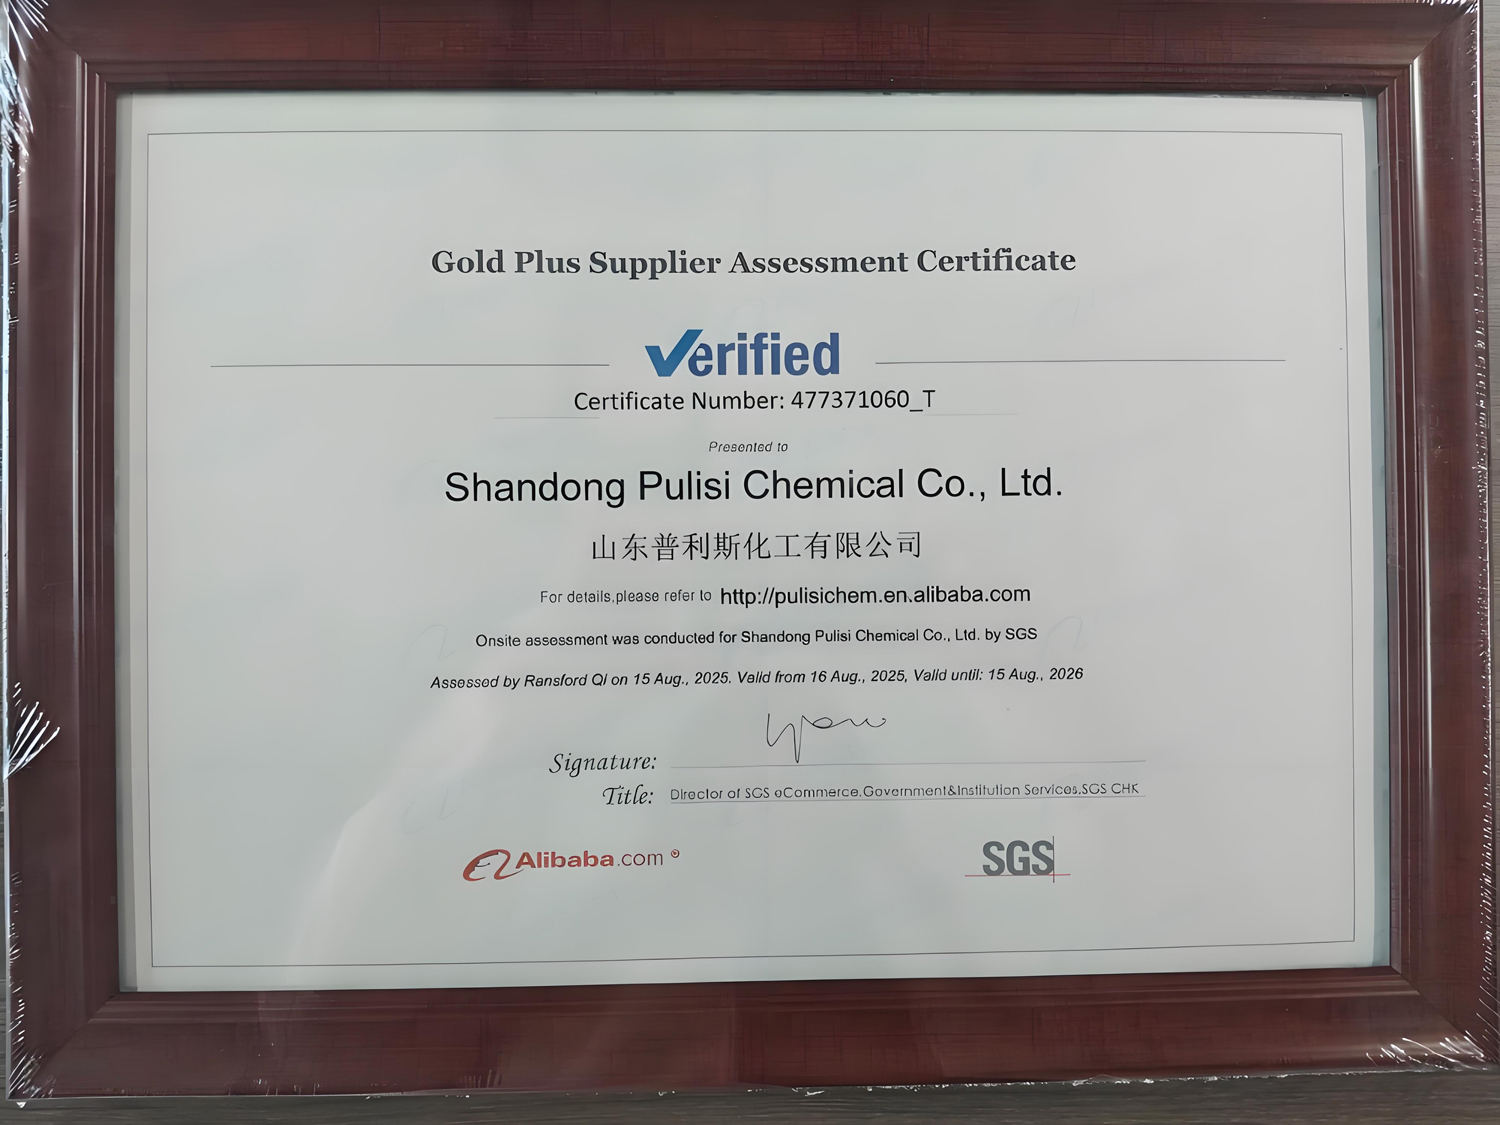 Gold Plus Supplier Assessment Certificate
Verified
Certificate Number: 477371060_T
Presented to
Shandong Pulisi Chemical Co., Ltd.
山东普利斯化工有限公司
For details,please refer to http://pulisichem.en.alibaba.com
Onsite assessment was conducted for Shandong Pulisi Chemical Co., Ltd. by SGS
Assessed by Ransford Qi on 15 Aug., 2025. Valid from 16 Aug., 2025, Valid until: 15 Aug., 2026
Signature:
Title: Director of SGS eCommerce,Government&Institution Services,SGS CHK
Alibaba.com
SGS